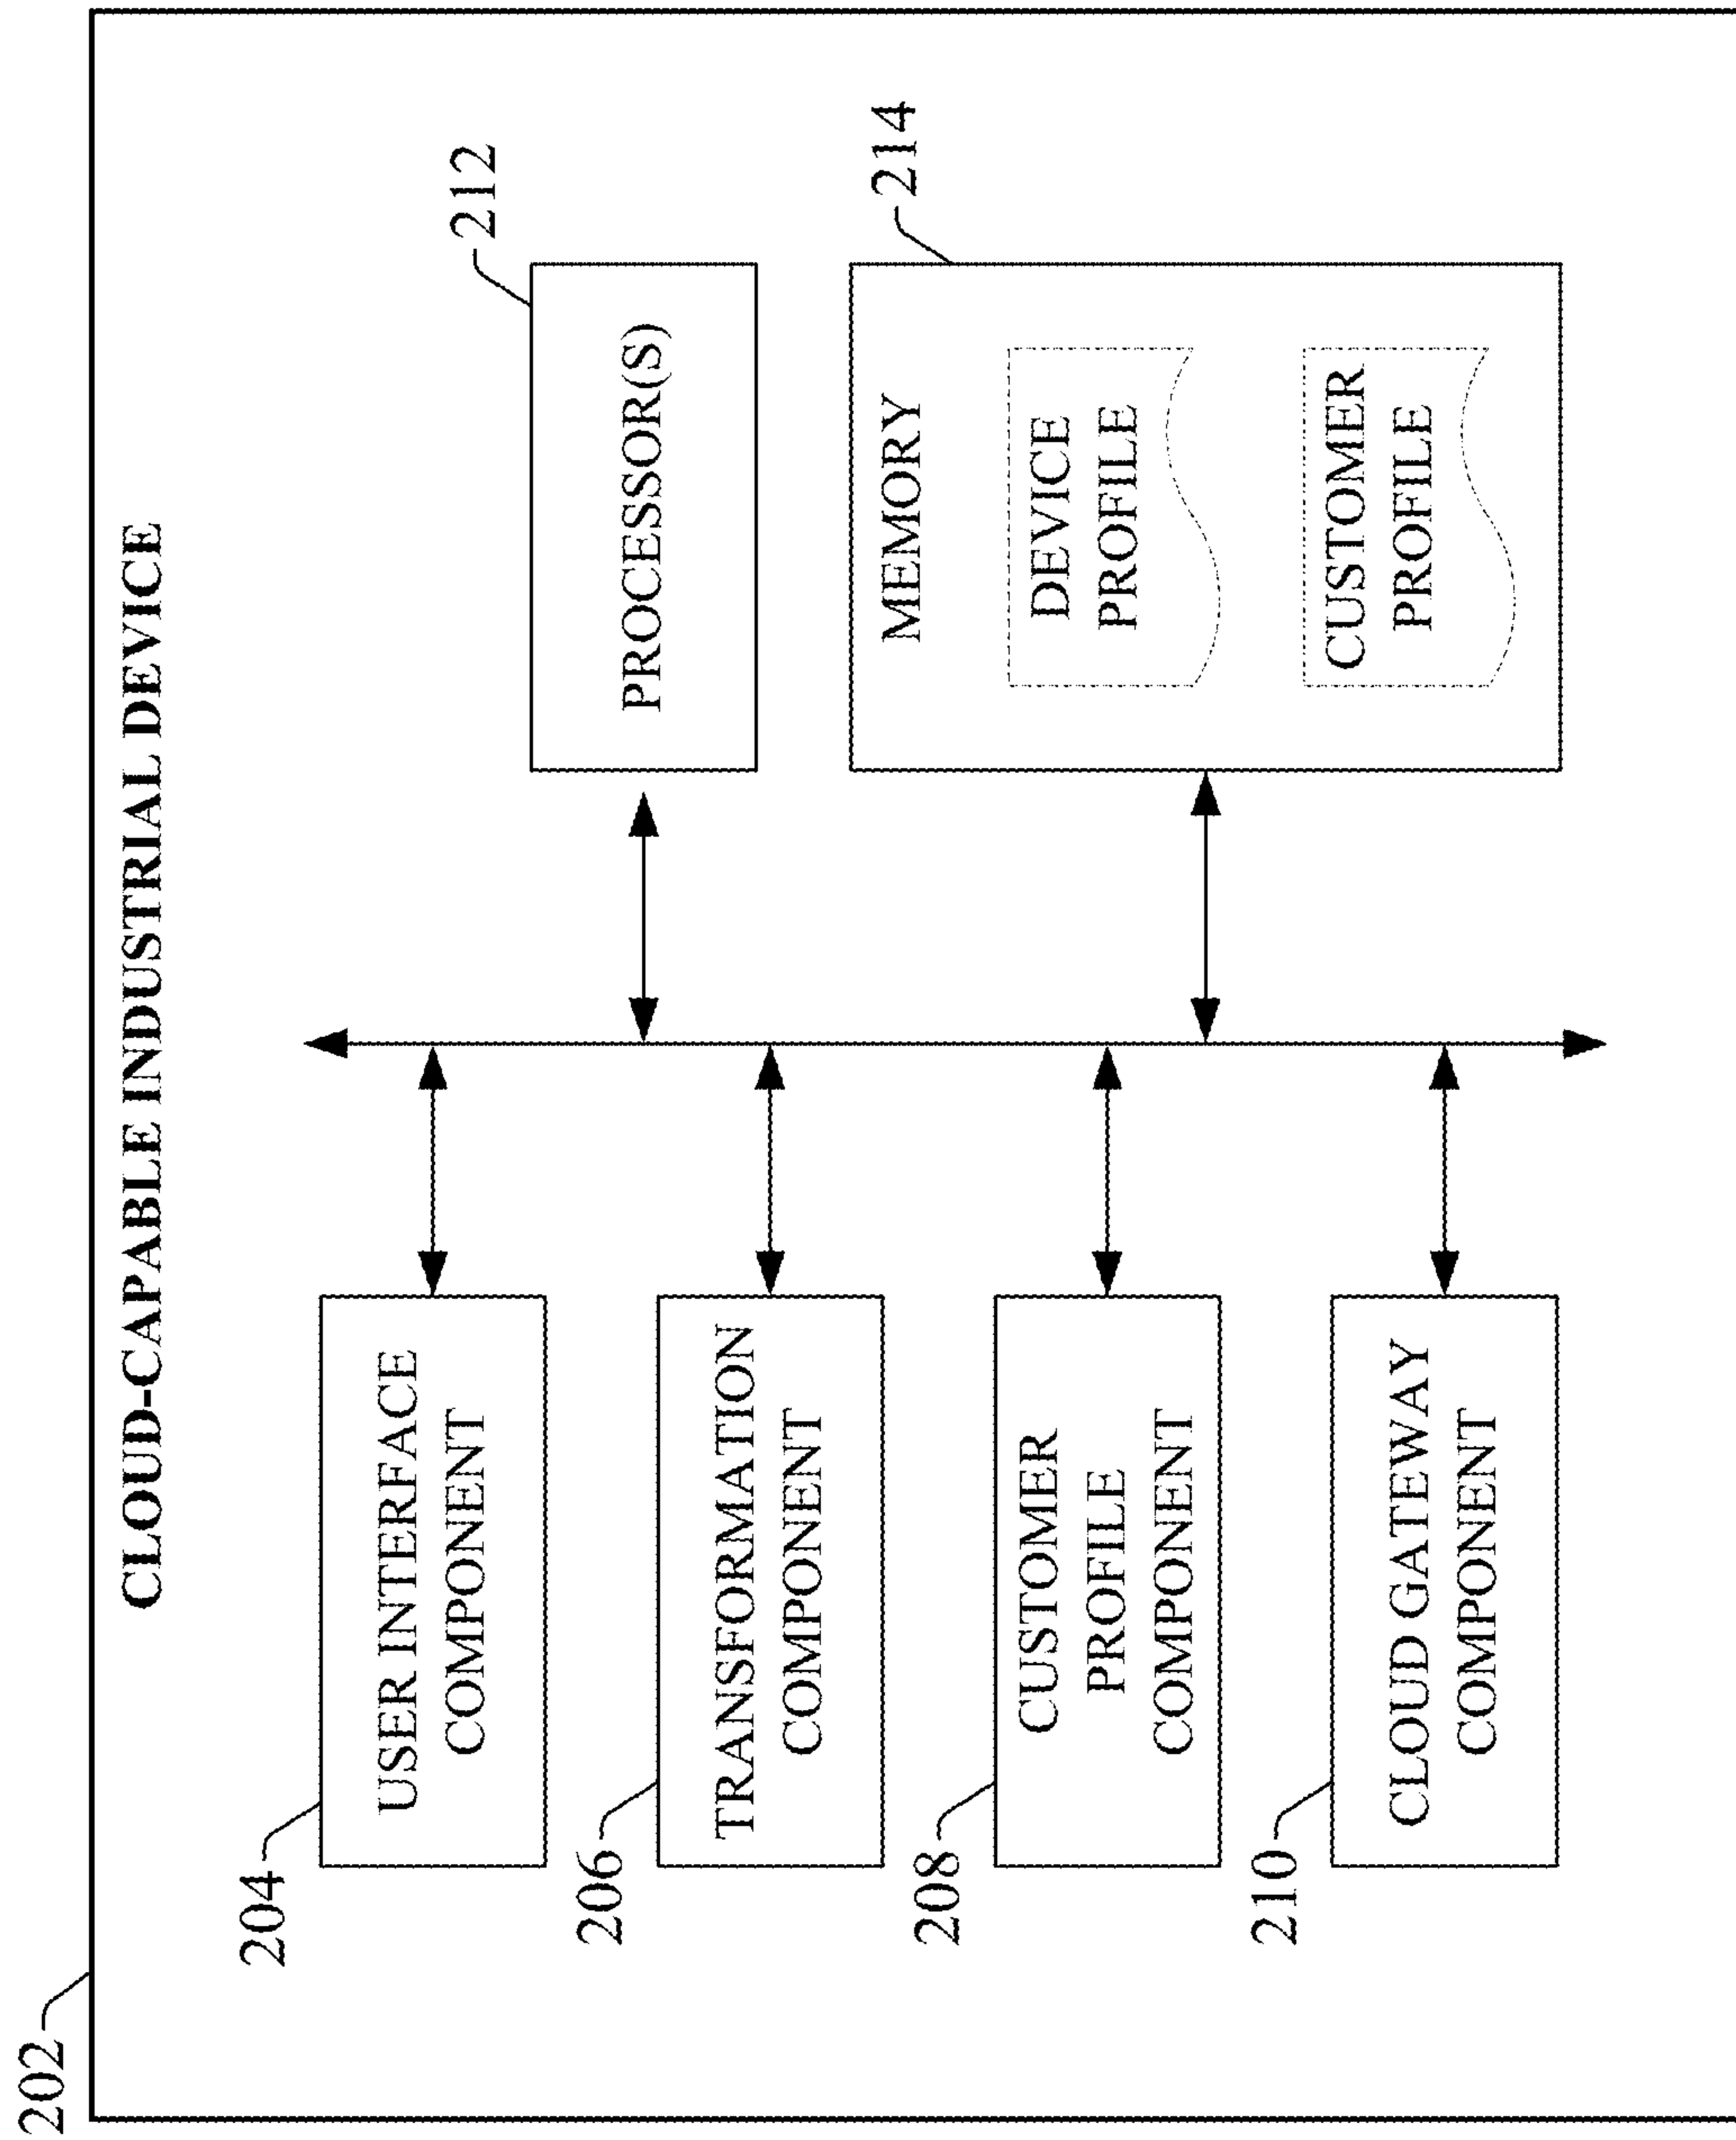 202
CLOUD-CAPABLE INDUSTRIAL DEVICE
204
USER INTERFACE
COMPONENT
206
TRANSFORMATION
COMPONENT
208
CUSTOMER
PROFILE
COMPONENT
210
CLOUD GATEWAY
COMPONENT
212
PROCESSOR(S)
214
MEMORY
DEVICE
PROFILE
CUSTOMER
PROFILE